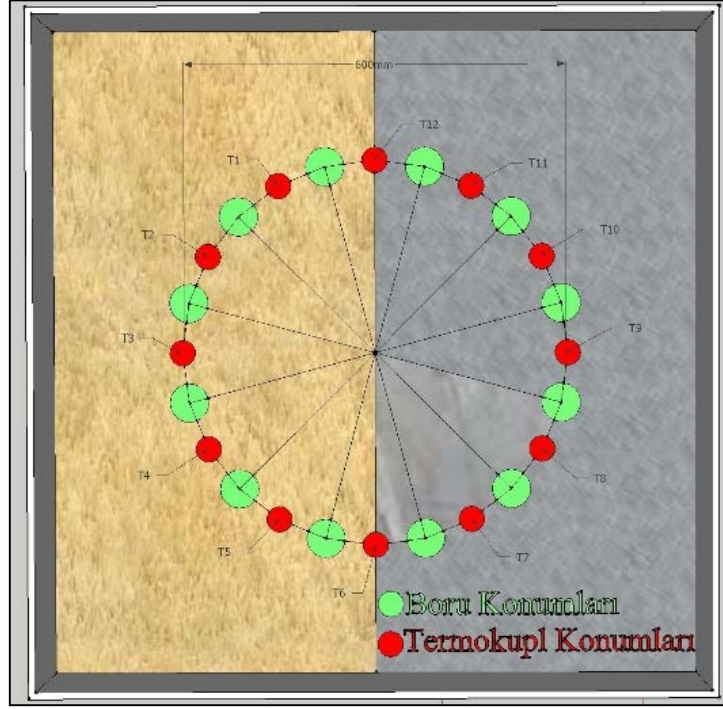 600mm
T12
T1
T11
T2
T10
T3
T9
T4
T8
T5
T7
T6
Boru Konumları
Termokupl Konumları